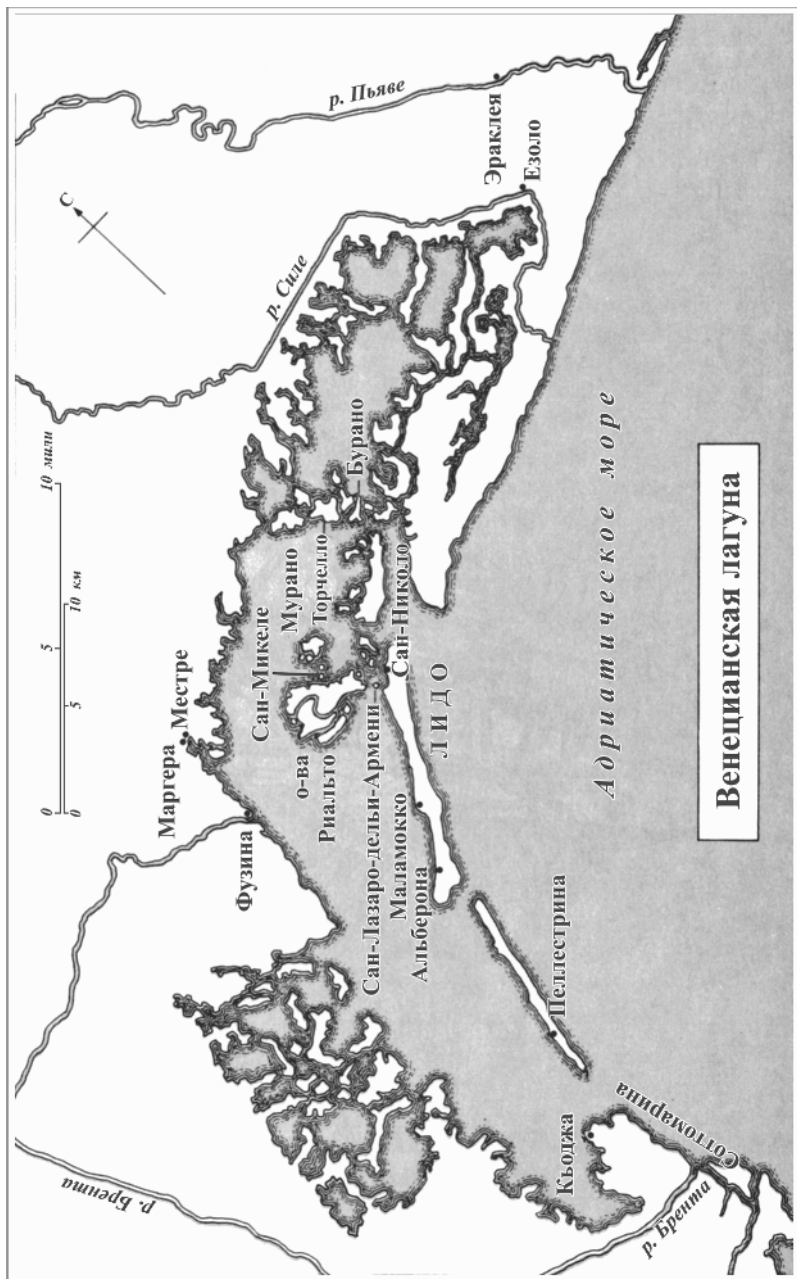 р. Брента
Маргера
Местре
Фузина
0
5
10 мили
0
5
10 км
р. Силе
С
р. Пьяве
Эраклея
Езоло
Сан-Микеле
Мурано
Торчелло
Бурано
о-ва
Риальто
Сан-Лазаро-дельи-Армени
Маламокко
Альберона
Сан-Николо
ЛИДО
Пеллестрина
Кьоджа
Соттомарина
р. Брента
Адриатическое море
Венецианская лагуна